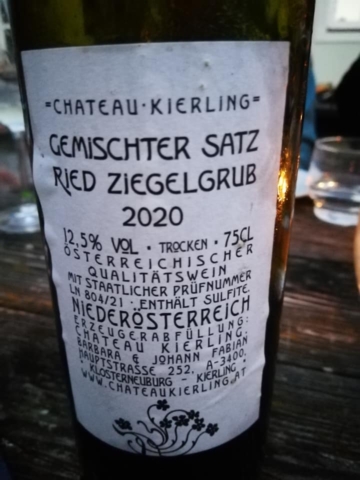 =CHATEAU·KIERLING=
GEMISCHTER SATZ
RIED ZIEGELGRUB
2020
12,5% VOL · TROCKEN · 75CL
ÖSTERREICHISCHER
QUALITÄTSWEIN
MIT STAATLICHER PRÜFNUMMER
LN 804/21 · ENTHÄLT SULFITE.
NIEDERÖSTERREICH
ERZEUGERABFÜLLUNG:
CHATEAU KIERLING,
BARBARA & JOHANN FABIAN
HAUPTSTRASSE 252, A-3400,
KLOSTERNEUBURG - KIERLING ·
WWW.CHATEAUKIERLING.AT